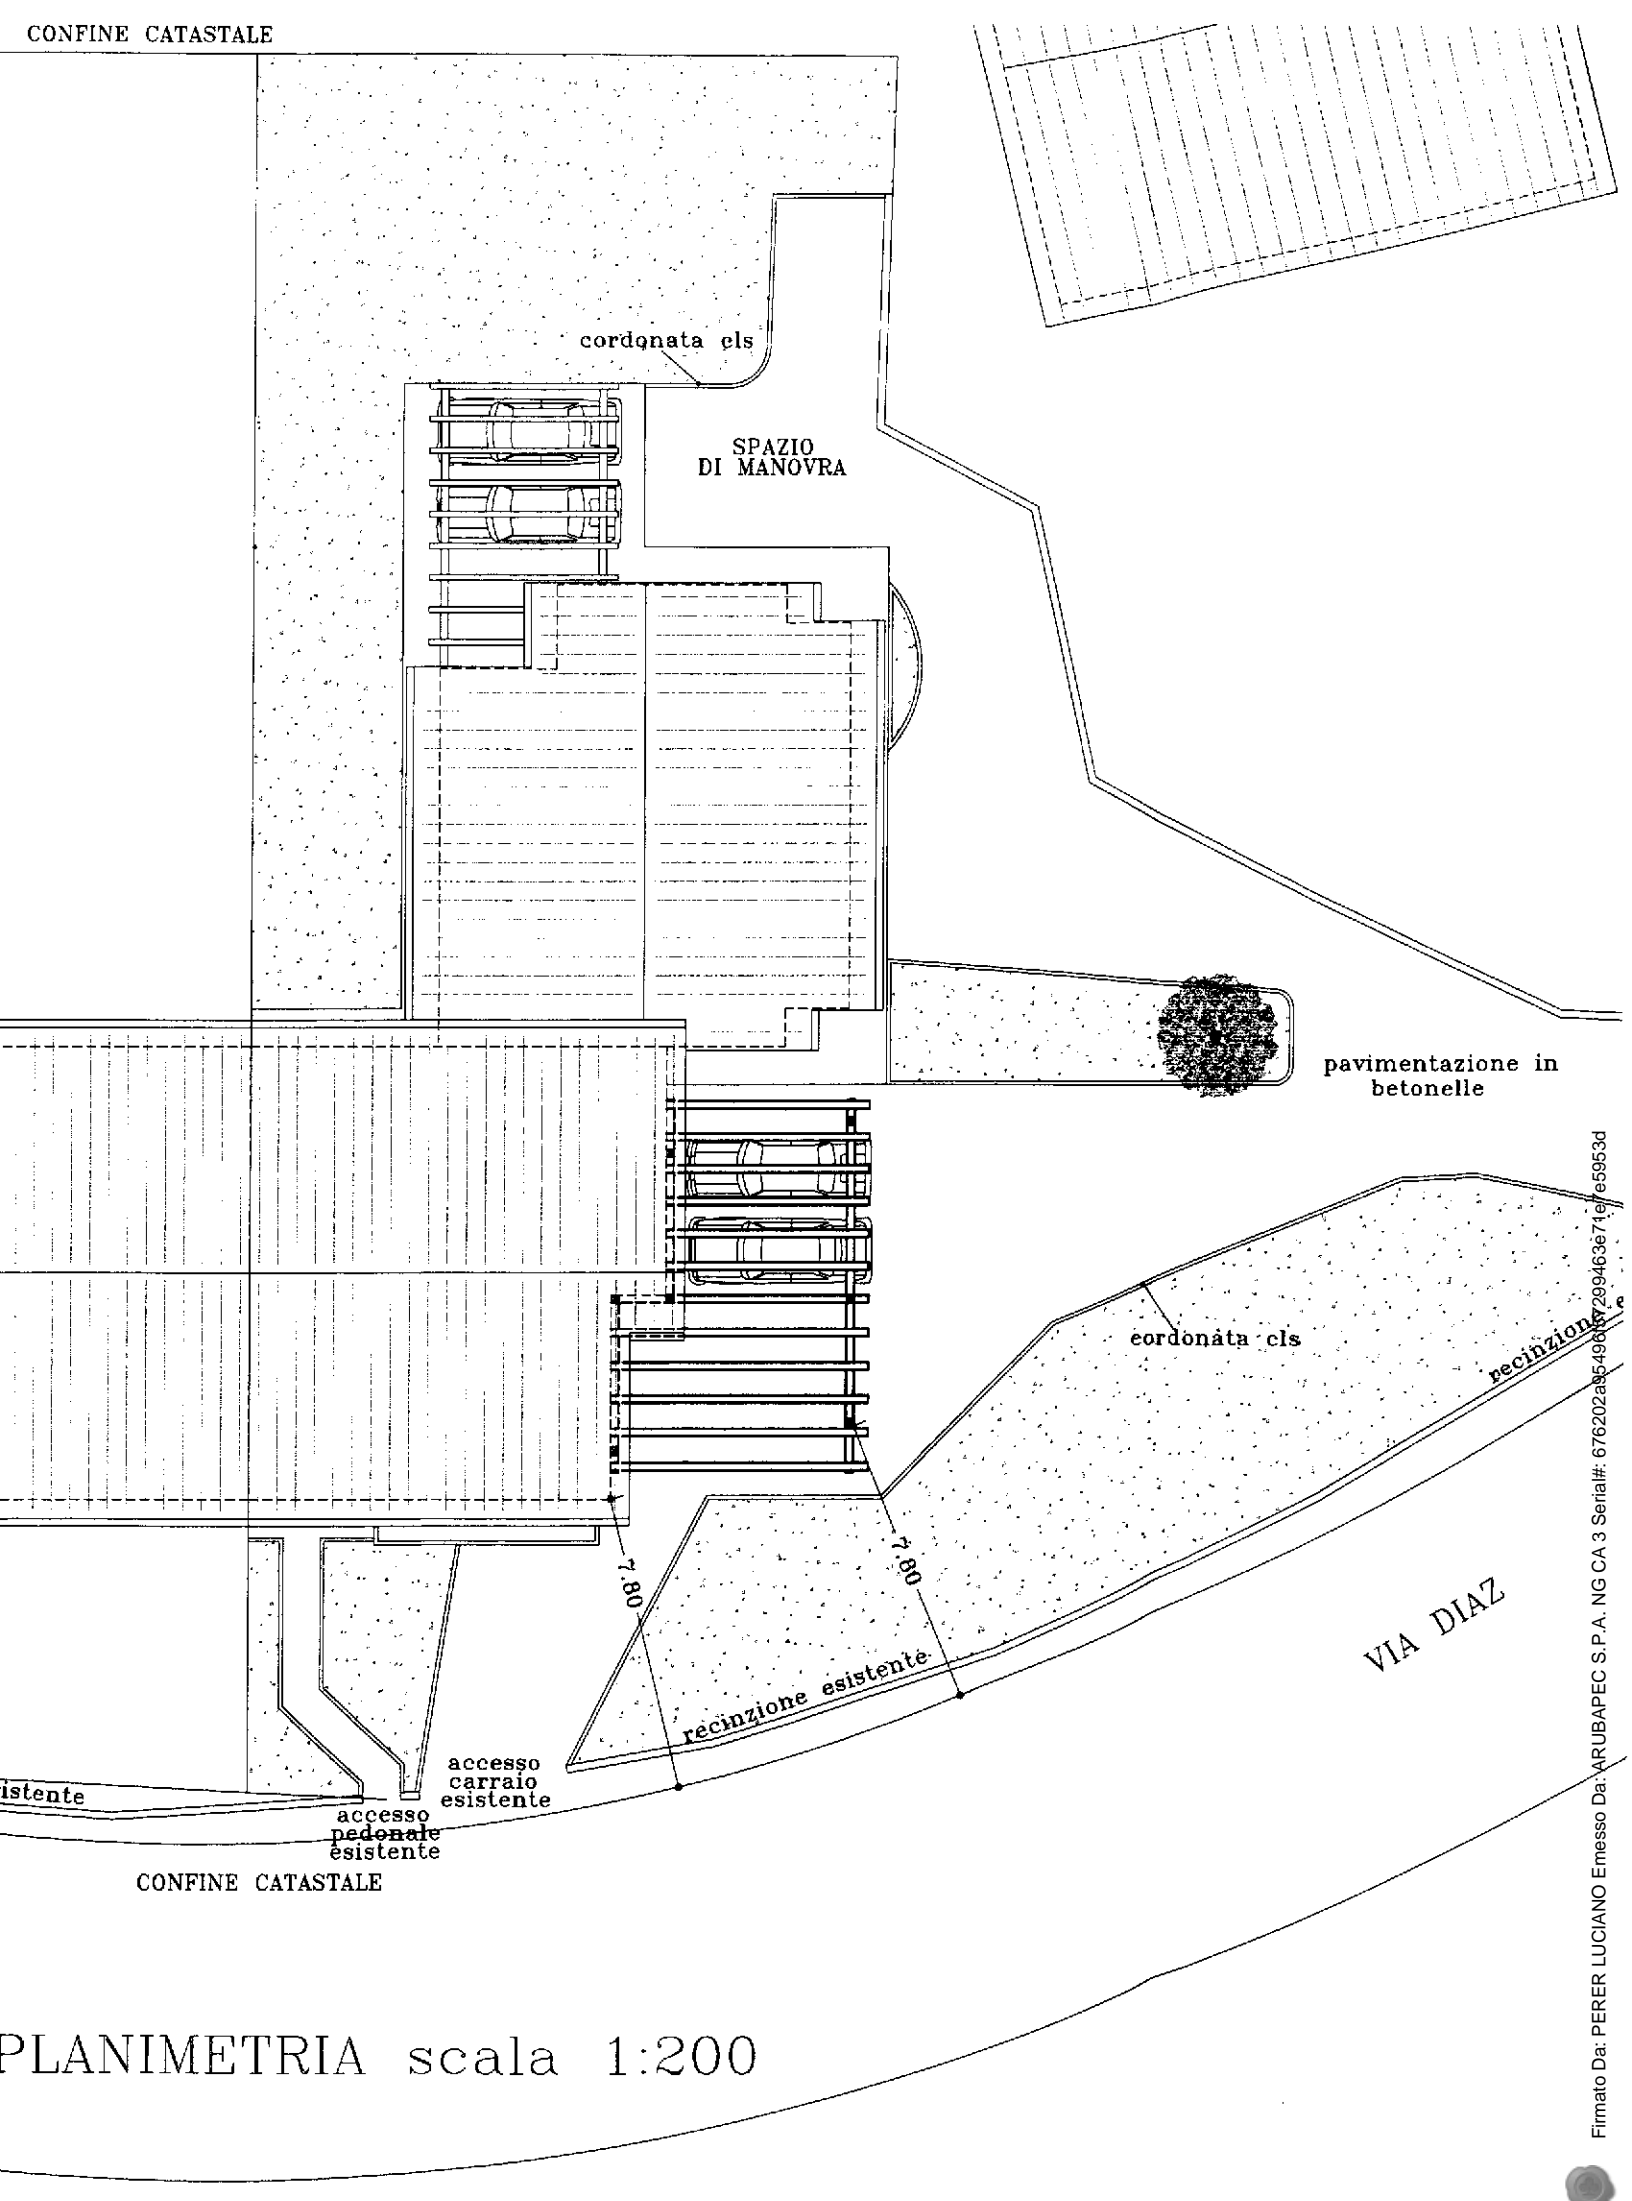 CONFINE CATASTALE
cordonata cls
SPAZIO
DI MANOVRA
pavimentazione in
betonelle
cordonata cls
recinzione
7.80
7.80
VIA DIAZ
recinzione esistente
accesso
carraio
esistente
istente
accesso
pedonale
esistente
CONFINE CATASTALE
PLANIMETRIA scala 1:200
Firmato Da: PERER LUCIANO Emesso Da: ARUBAPEC S.P.A. NG CA 3 Serial#: